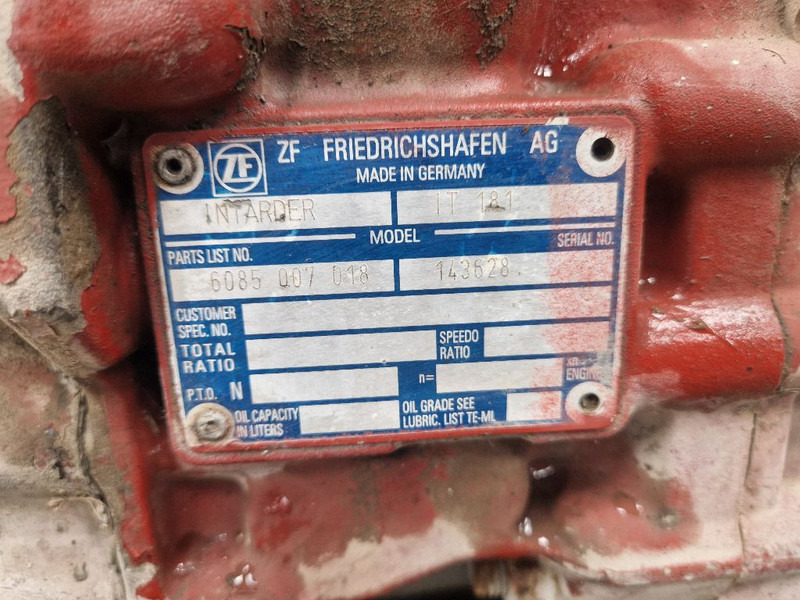 ZF ZF FRIEDRICHSHAFEN AG
MADE IN GERMANY
INTARDER IT 181
MODEL
PARTS LIST NO. SERIAL NO.
6085 007 018 143628
CUSTOMER
SPEC. NO.
TOTAL
RATIO
SPEEDO
RATIO
P.T.O. N n= ENGINE
OIL CAPACITY
IN LITERS
OIL GRADE SEE
LUBRIC. LIST TE-ML